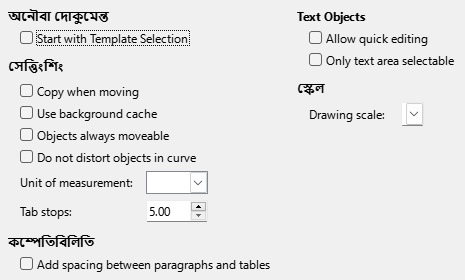 অনৌবা দোকুমেন্ত
Start with Template Selection
সেত্তিংশিং
Copy when moving
Use background cache
Objects always moveable
Do not distort objects in curve
Unit of measurement:
Tab stops: 5.00
কম্পেতিবিলিতি
Add spacing between paragraphs and tables
Text Objects
Allow quick editing
Only text area selectable
স্কেল
Drawing scale: